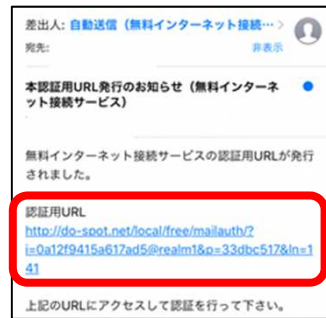 差出人: 自動送信（無料インターネット接続… >
宛先: 非表示
本認証用URL発行のお知らせ（無料インターネ
ット接続サービス）
無料インターネット接続サービスの認証用URLが発行
されました。
認証用URL
http://do-spot.net/local/free/mailauth/?
i=0a12f9415a617ad5@realm1&p=33dbc517&ln=1
41
上記のURLにアクセスして認証を行って下さい。